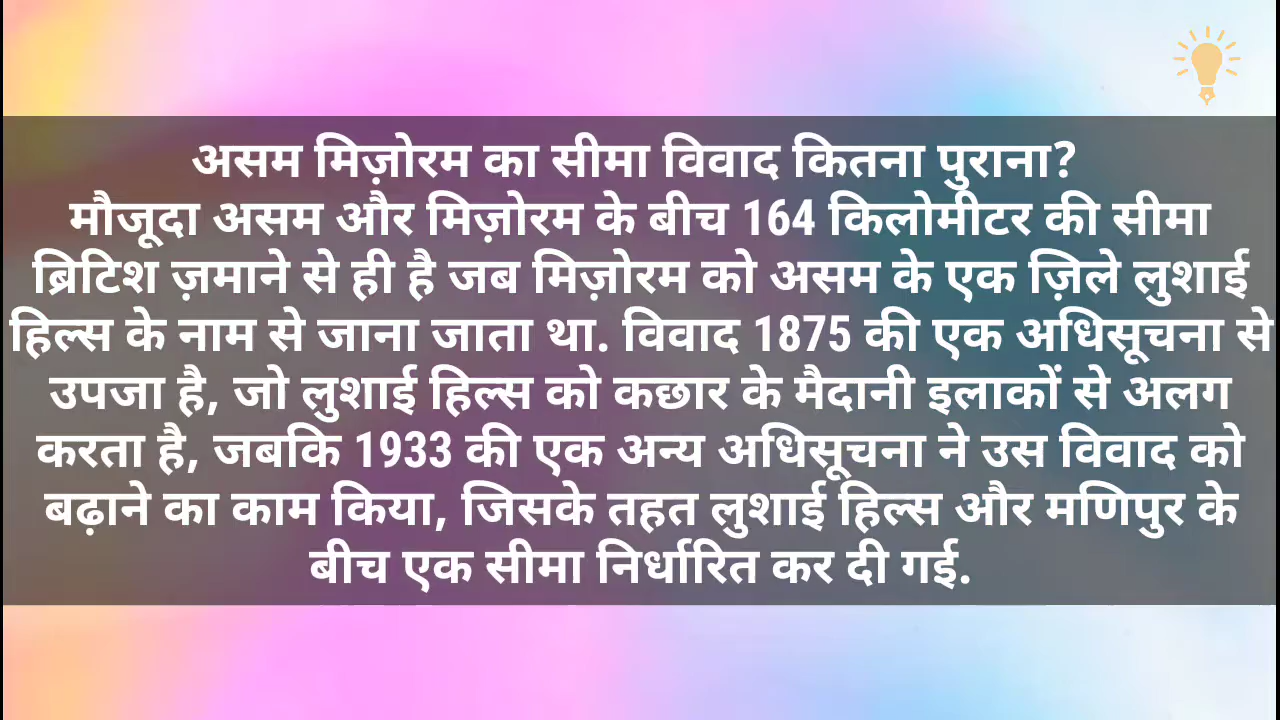 असम मिज़ोरम का सीमा विवाद कितना पुराना?
मौजूदा असम और मिज़ोरम के बीच 164 किलोमीटर की सीमा
ब्रिटिश ज़माने से ही है जब मिज़ोरम को असम के एक ज़िले लुशाई
हिल्स के नाम से जाना जाता था. विवाद 1875 की एक अधिसूचना से
उपजा है, जो लुशाई हिल्स को कछार के मैदानी इलाकों से अलग
करता है, जबकि 1933 की एक अन्य अधिसूचना ने उस विवाद को
बढ़ाने का काम किया, जिसके तहत लुशाई हिल्स और मणिपुर के
बीच एक सीमा निर्धारित कर दी गई.